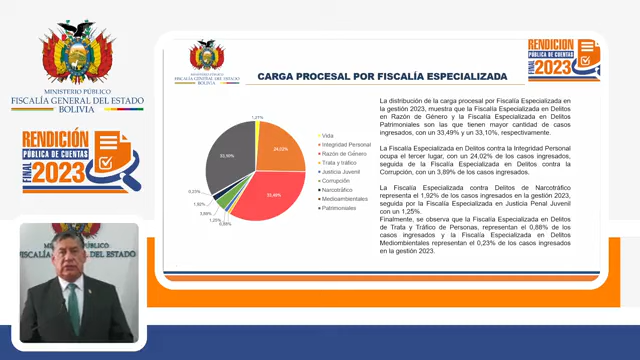 MINISTERIO PÚBLICO
FISCALÍA GENERAL DEL ESTADO
BOLIVIA
RENDICIÓN
PÚBLICA DE CUENTAS
FINAL 2023
FISCALÍA GENERAL DEL ESTADO
BOLIVIA
RENDICIÓN
PÚBLICA DE CUENTAS
FINAL 2023
CARGA PROCESAL POR FISCALÍA ESPECIALIZADA
1,21%
24,02%
33,49%
0,88%
1,25%
3,89%
1,92%
0,23%
33,10%
Vida
Integridad Personal
Razón de Género
Trata y tráfico
Justicia Juvenil
Corrupción
Narcotráfico
Medioambientales
Patrimoniales
La distribución de la carga procesal por Fiscalía Especializada en
la gestión 2023, muestra que la Fiscalía Especializada en Delitos
en Razón de Género y la Fiscalía Especializada en Delitos
Patrimoniales son las que tienen mayor cantidad de casos
ingresados, con un 33,49% y un 33,10%, respectivamente.
La Fiscalía Especializada en Delitos contra la Integridad Personal
ocupa el tercer lugar, con un 24,02% de los casos ingresados,
seguida de la Fiscalía Especializada en Delitos contra la
Corrupción, con un 3,89% de los ingresados.
La Fiscalía Especializada contra Delitos de Narcotráfico
representa el 1,92% de los casos ingresados en la gestión 2023,
seguida por la Fiscalía Especializada en Justicia Penal Juvenil
con un 1,25%.
Finalmente, se observa que la Fiscalía Especializada en Delitos
de Trata y Tráfico de Personas, representan el 0,88% de los
casos ingresados y la Fiscalía Especializada en Delitos
Mediombientales representan el 0,23% de los casos ingresados
en la gestión 2023.